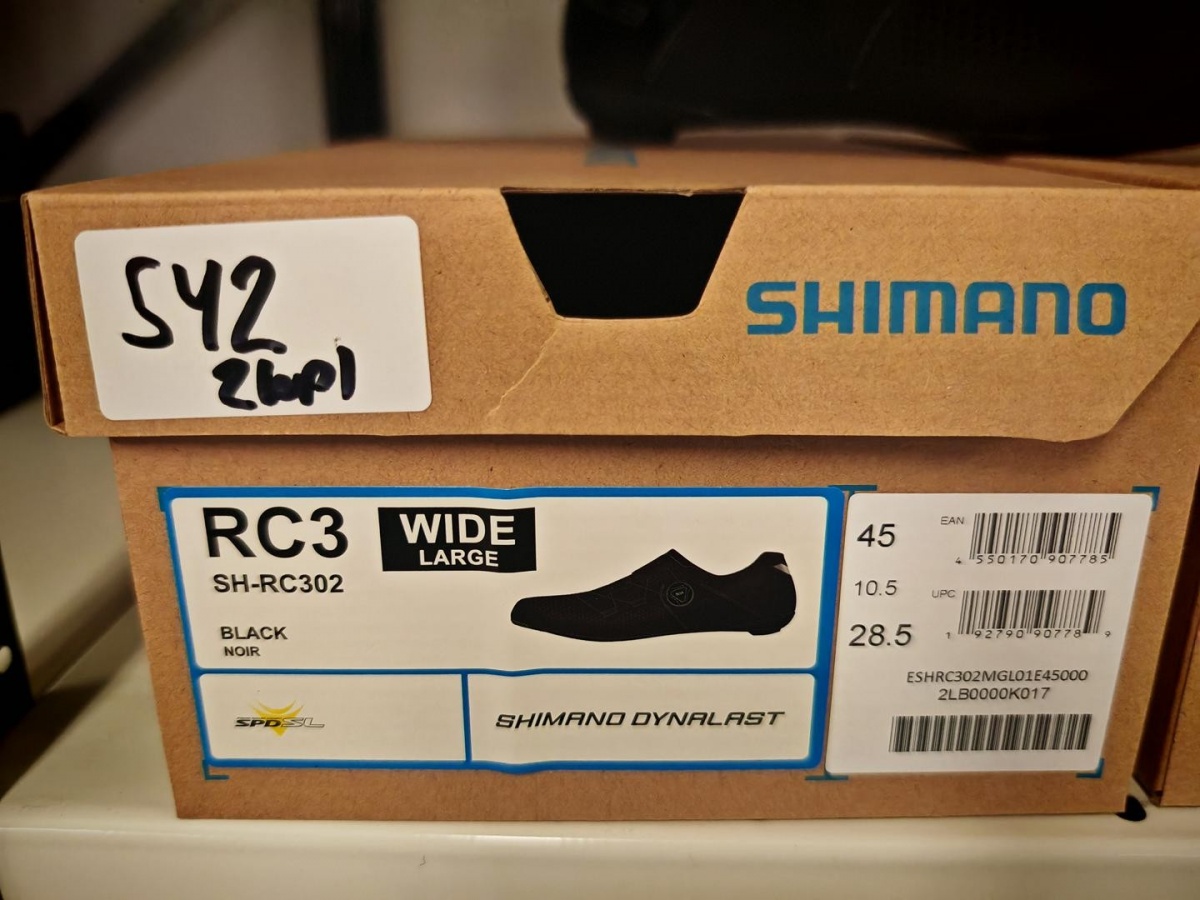 542
SHIMANO
RC3
WIDE
LARGE
SH-RC302
BLACK
NOIR
SPD-SL
SHIMANO DYNALAST
45
10.5
28.5
EAN
4 550170 907785
UPC
1 92790 90778 9
ESHRC302MGL01E45000
2LB0000K017